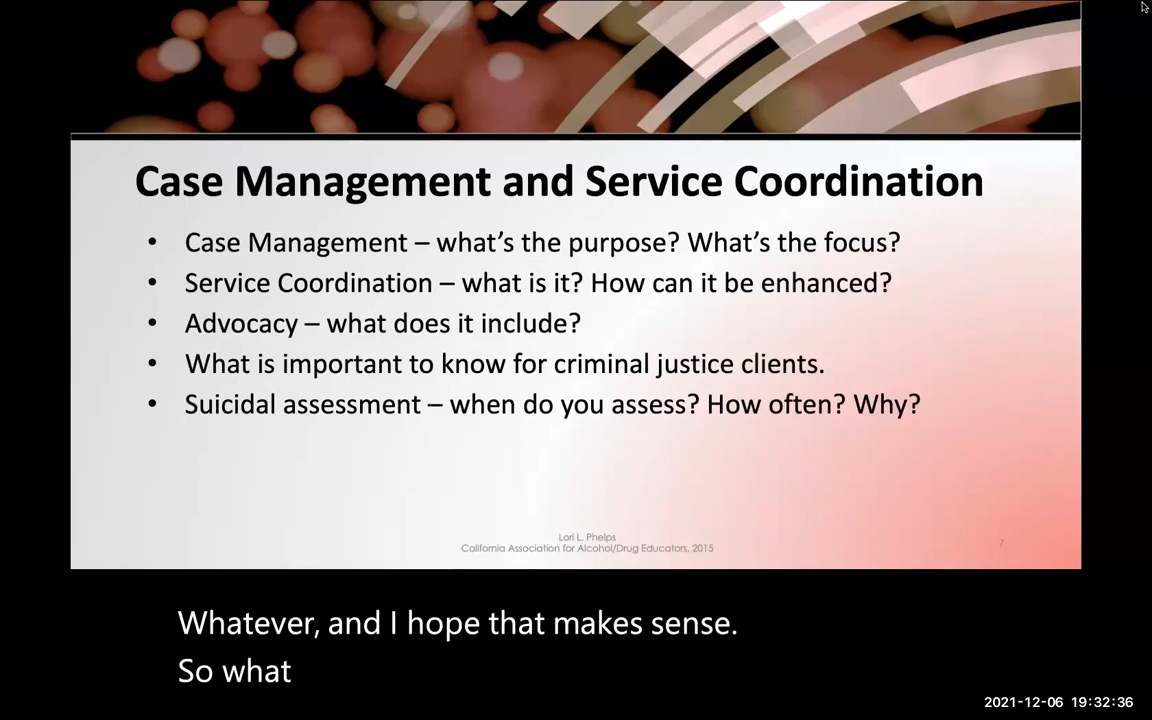 Case Management and Service Coordination
• Case Management – what's the purpose? What's the focus?
• Service Coordination – what is it? How can it be enhanced?
• Advocacy – what does it include?
• What is important to know for criminal justice clients.
• Suicidal assessment – when do you assess? How often? Why?
Lori L. Phelps
California Association for Alcohol/Drug Educators, 2015
7
Whatever, and I hope that makes sense.
So what
2021-12-06 19:32:36